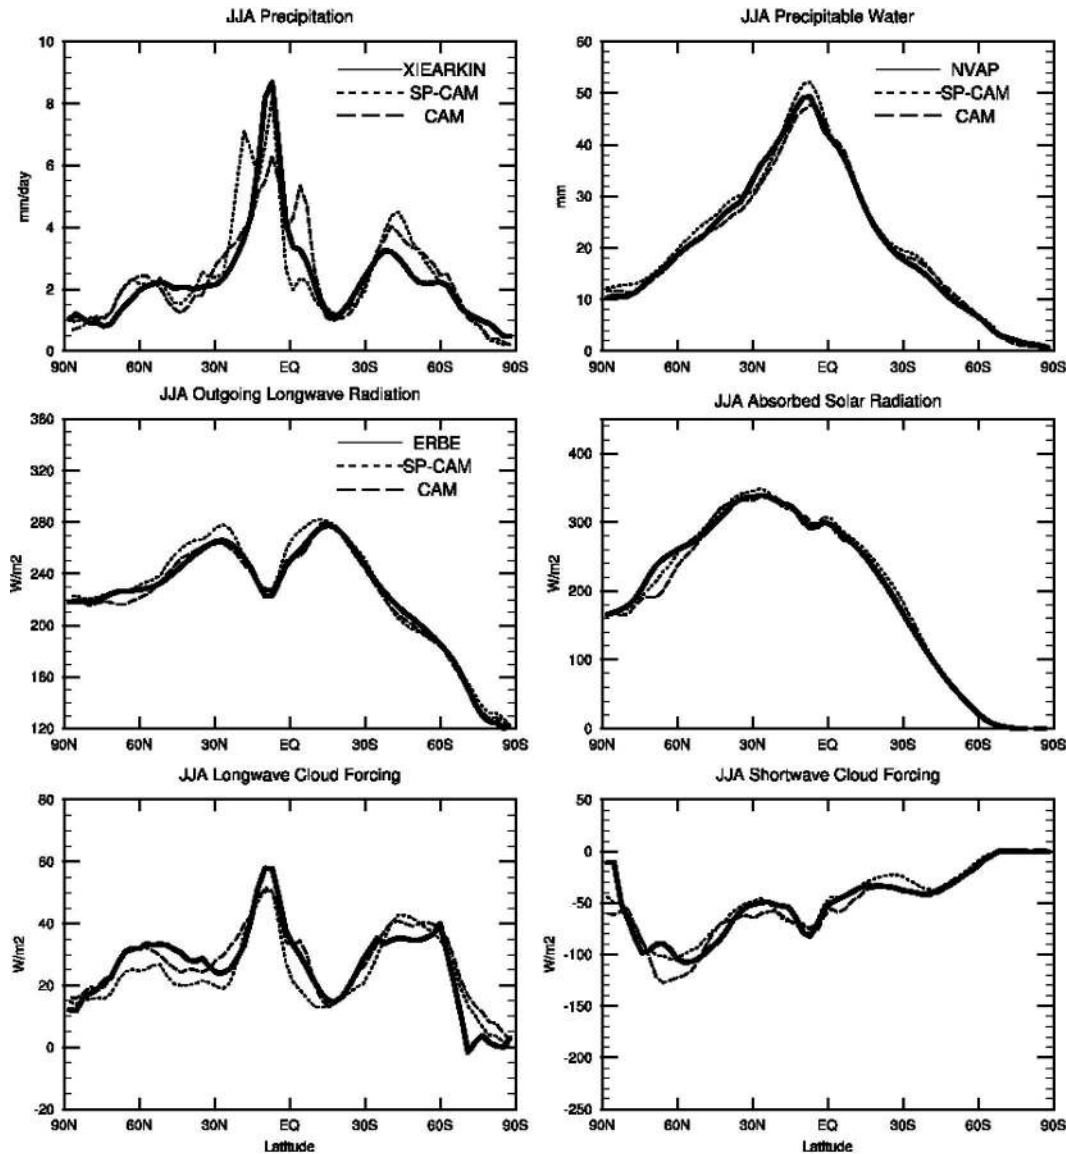 JJA Precipitation
10
8
6
4
2
0
mm/day
XIEARKIN
SP-CAM
CAM
90N 60N 30N EQ 30S 60S 90S
JJA Precipitable Water
60
50
40
30
20
10
0
mm
NVAP
SP-CAM
CAM
90N 60N 30N EQ 30S 60S 90S
JJA Outgoing Longwave Radiation
360
320
280
240
200
160
120
W/m2
ERBE
SP-CAM
CAM
90N 60N 30N EQ 30S 60S 90S
JJA Absorbed Solar Radiation
400
300
200
100
0
W/m2
90N 60N 30N EQ 30S 60S 90S
JJA Longwave Cloud Forcing
80
60
40
20
0
-20
W/m2
90N 60N 30N EQ 30S 60S 90S
Latitude
JJA Shortwave Cloud Forcing
50
0
-50
-100
-150
-200
-250
W/m2
90N 60N 30N EQ 30S 60S 90S
Latitude